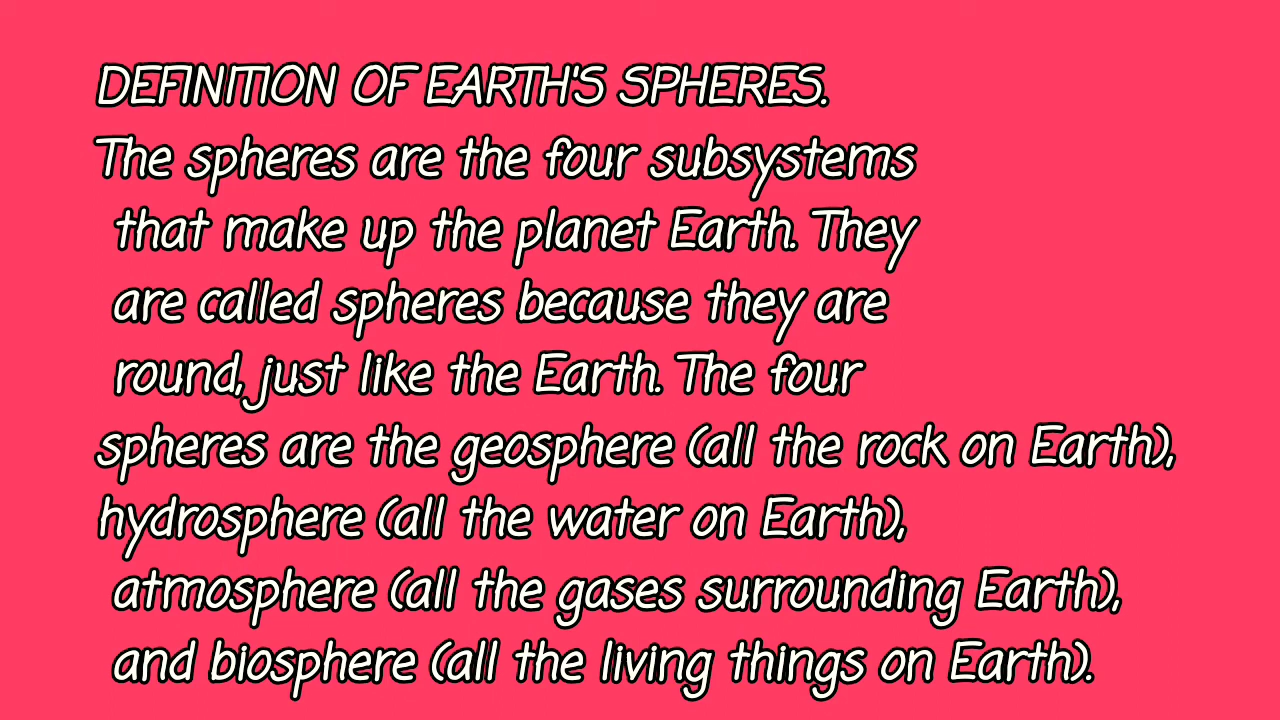 DEFINITION OF EARTH'S SPHERES.
The spheres are the four subsystems
that make up the planet Earth. They
are called spheres because they are
round, just like the Earth. The four
spheres are the geosphere (all the rock on Earth),
hydrosphere (all the water on Earth),
atmosphere (all the gases surrounding Earth),
and biosphere (all the living things on Earth).